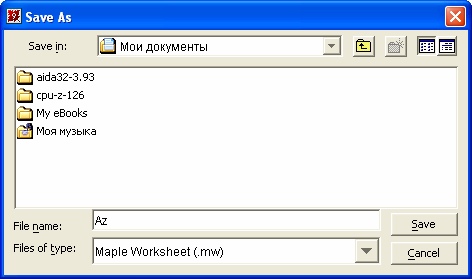 Save As
Save in: Мои документы
aida32-3.93
cpu-z-126
My eBooks
Моя музыка
File name: Az Save
Files of type: Maple Worksheet (.mw) Cancel